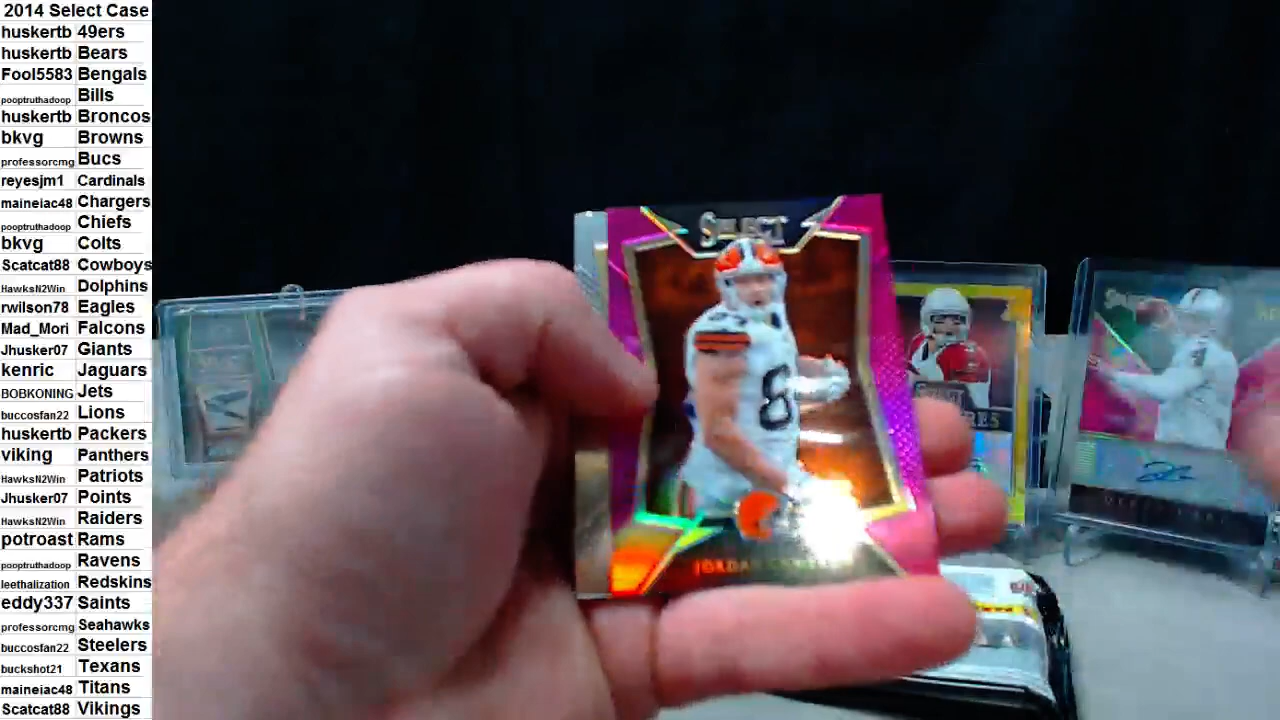 2014 Select Case
huskertb 49ers
huskertb Bears
Fool5583 Bengals
pooptruthadoop Bills
huskertb Broncos
bkvg Browns
professorcmg Bucs
reyesjm1 Cardinals
maineiac48 Chargers
pooptruthadoop Chiefs
bkvg Colts
Scatcat88 Cowboys
HawksN2Win Dolphins
rwilson78 Eagles
Mad_Mori Falcons
Jhusker07 Giants
kenric Jaguars
BOBKONING Jets
buccosfan22 Lions
huskertb Packers
viking Panthers
HawksN2Win Patriots
Jhusker07 Points
HawksN2Win Raiders
potroast Rams
pooptruthadoop Ravens
leethalization Redskins
eddy337 Saints
professorcmg Seahawks
buccosfan22 Steelers
buckshot21 Texans
maineiac48 Titans
Scatcat88 Vikings
SELECT
8
JORDAN